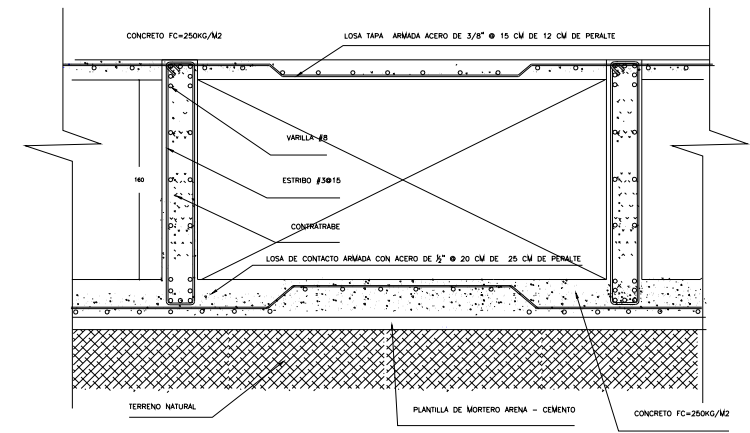 CONCRETO FC=250KG/M2
LOSA TAPA ARMADA ACERO DE 3/8" @ 15 CM DE 12 CM DE PERALTE
VARILLA #8
ESTRIBO #3@15
160
CONTRATRABE
LOSA DE CONTACTO ARMADA CON ACERO DE ½" @ 20 CM DE 25 CM DE PERALTE
TERRENO NATURAL
PLANTILLA DE MORTERO ARENA - CEMENTO
CONCRETO FC=250KG/M2